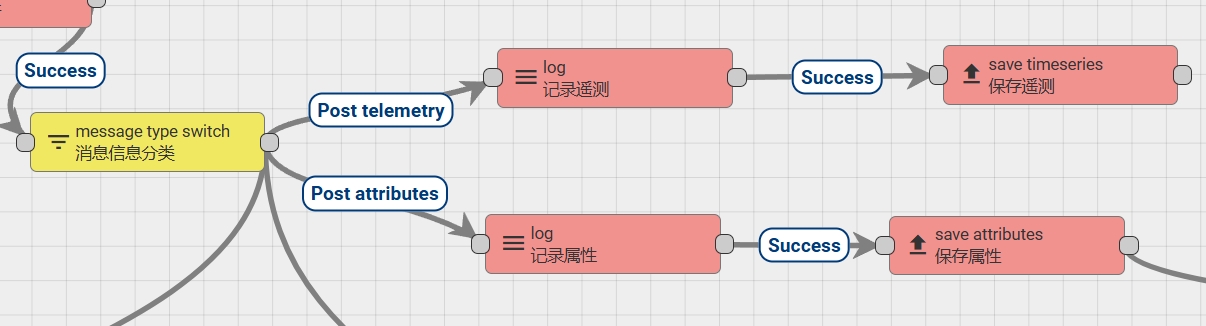 Success
message type switch
消息信息分类
Post telemetry
log
记录遥测
Success
save timeseries
保存遥测
Post attributes
log
记录属性
Success
save attributes
保存属性